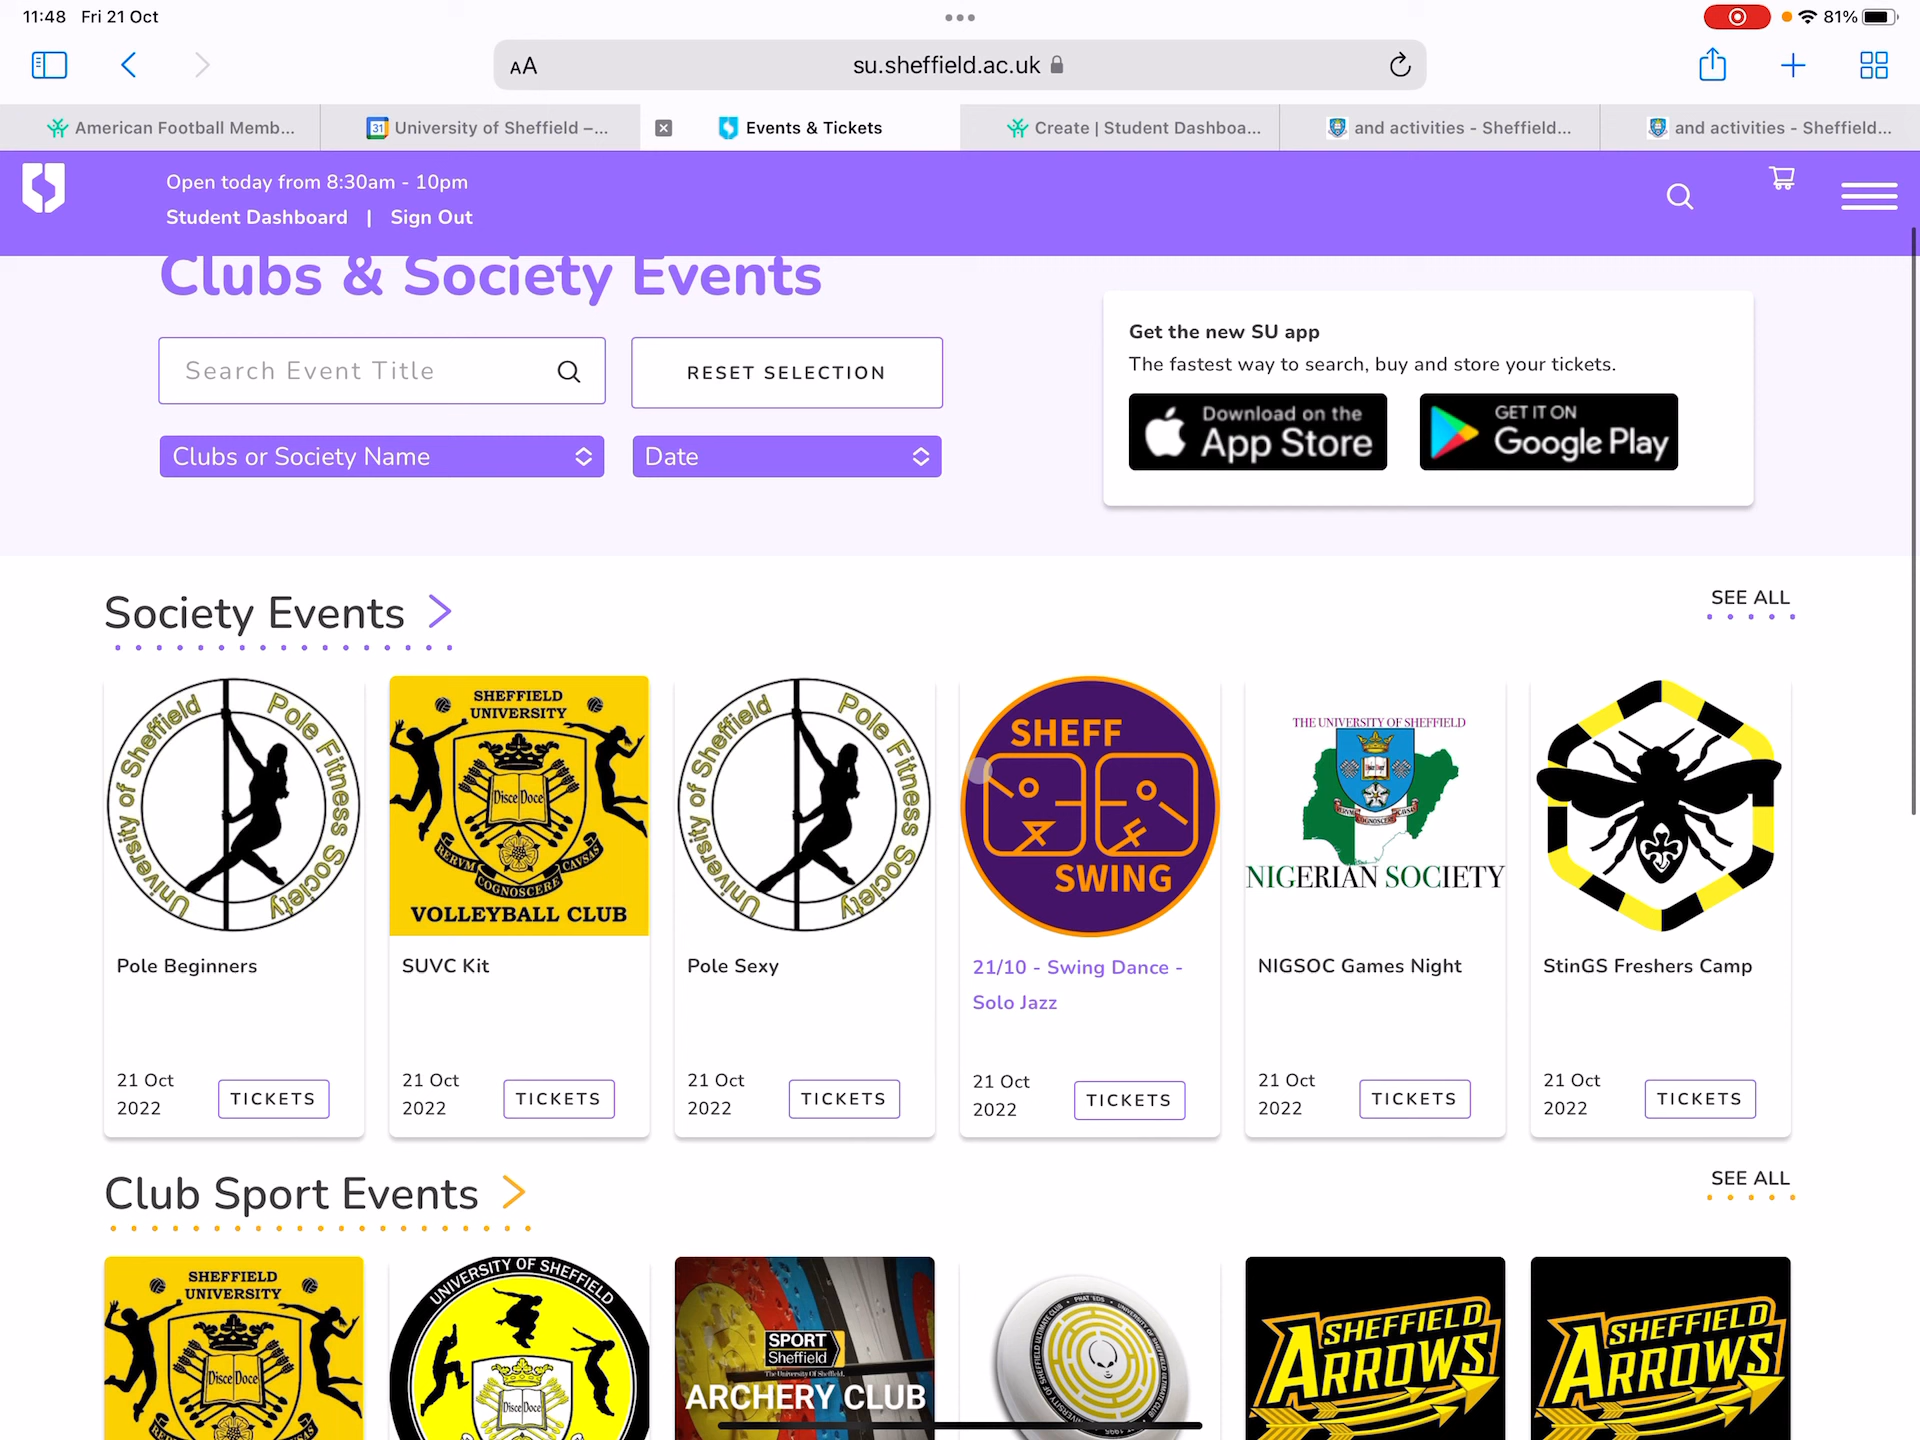 11:48 Fri 21 Oct
81%
AA
su.sheffield.ac.uk
American Football Memb...
31
University of Sheffield –...
Events & Tickets
Create | Student Dashboa...
and activities - Sheffield...
and activities - Sheffield...
Open today from 8:30am - 10pm
Student Dashboard | Sign Out
Clubs & Society Events
Search Event Title
RESET SELECTION
Clubs or Society Name
Date
Get the new SU app
The fastest way to search, buy and store your tickets.
Download on the
App Store
GET IT ON
Google Play
Society Events
SEE ALL
University of Sheffield
Pole Fitness Society
SHEFFIELD
UNIVERSITY
Disce Doce
RERVM
COGNOSCERE
CAVSAS
VOLLEYBALL CLUB
University of Sheffield
Pole Fitness Society
SHEFF
SWING
THE UNIVERSITY OF SHEFFIELD
NIGERIAN SOCIETY
Pole Beginners
SUVC Kit
Pole Sexy
21/10 - Swing Dance -
Solo Jazz
NIGSOC Games Night
StinGS Freshers Camp
21 Oct
2022
TICKETS
21 Oct
2022
TICKETS
21 Oct
2022
TICKETS
21 Oct
2022
TICKETS
21 Oct
2022
TICKETS
21 Oct
2022
TICKETS
Club Sport Events
SEE ALL
SHEFFIELD
UNIVERSITY
Disce Doce
UNIVERSITY OF SHEFFIELD
Disce Doce
SPORT
Sheffield
The University Of Sheffield.
ARCHERY CLUB
SHEFFIELD
ARROWS
SHEFFIELD
ARROWS